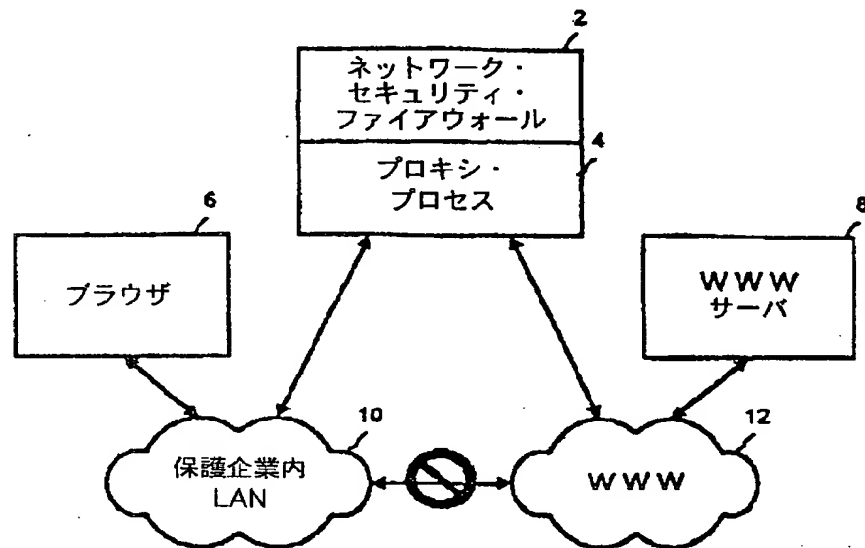 2
ネットワーク・
セキュリティ・
ファイアウォール
4
プロキシ・
プロセス
6
ブラウザ
8
WWW
サーバ
10
保護企業内
LAN
12
WWW